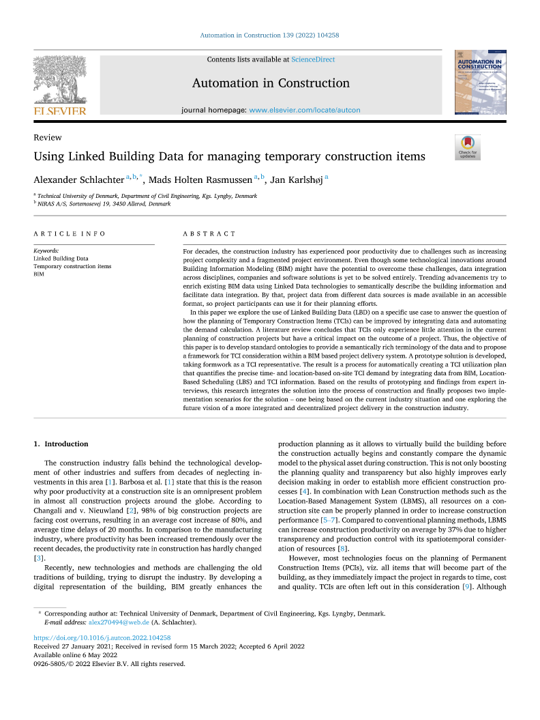 Automation in Construction 139 (2022) 104258
Contents lists available at ScienceDirect
Automation in Construction
journal homepage: www.elsevier.com/locate/autcon
ELSEVIER
AUTOMATION IN
CONSTRUCTION
Check for
updates
Review
Using Linked Building Data for managing temporary construction items
Alexander Schlachter a,b,*, Mads Holten Rasmussen a,b, Jan Karlshøj a
a Technical University of Denmark, Department of Civil Engineering, Kgs. Lyngby, Denmark
b NIRAS A/S, Sortemosevej 19, 3450 Allerød, Denmark
ARTICLE INFO
Keywords:
Linked Building Data
Temporary construction items
BIM
ABSTRACT
For decades, the construction industry has experienced poor productivity due to challenges such as increasing
project complexity and a fragmented project environment. Even though some technological innovations around
Building Information Modeling (BIM) might have the potential to overcome these challenges, data integration
across disciplines, companies and software solutions is yet to be solved entirely. Trending advancements try to
enrich existing BIM data using Linked Data technologies to semantically describe the building information and
facilitate data integration. By that, project data from different data sources is made available in an accessible
format, so project participants can use it for their planning efforts.
In this paper we explore the use of Linked Building Data (LBD) on a specific use case to answer the question of
how the planning of Temporary Construction Items (TCIs) can be improved by integrating data and automating
the demand calculation. A literature review concludes that TCIs only experience little attention in the current
planning of construction projects but have a critical impact on the outcome of a project. Thus, the objective of
this paper is to develop standard ontologies to provide a semantically rich terminology of the data and to propose
a framework for TCI consideration within a BIM based project delivery system. A prototype solution is developed,
taking formwork as a TCI representative. The result is a process for automatically creating a TCI utilization plan
that quantifies the precise time- and location-based on-site TCI demand by integrating data from BIM, Location-
Based Scheduling (LBS) and TCI information. Based on the results of prototyping and findings from expert in-
terviews, this research integrates the solution into the process of construction and finally proposes two imple-
mentation scenarios for the solution – one being based on the current industry situation and one exploring the
future vision of a more integrated and decentralized project delivery in the construction industry.
1. Introduction
The construction industry falls behind the technological develop-
ment of other industries and suffers from decades of neglecting in-
vestments in this area [1]. Barbosa et al. [1] state that this is the reason
why poor productivity at a construction site is an omnipresent problem
in almost all construction projects around the globe. According to
Changali and v. Nieuwland [2], 98% of big construction projects are
facing cost overruns, resulting in an average cost increase of 80%, and
average time delays of 20 months. In comparison to the manufacturing
industry, where productivity has been increased tremendously over the
recent decades, the productivity rate in construction has hardly changed
[3].
Recently, new technologies and methods are challenging the old
traditions of building, trying to disrupt the industry. By developing a
digital representation of the building, BIM greatly enhances the
production planning as it allows to virtually build the building before
the construction actually begins and constantly compare the dynamic
model to the physical asset during construction. This is not only boosting
the planning quality and transparency but also highly improves early
decision making in order to establish more efficient construction pro-
cesses [4]. In combination with Lean Construction methods such as the
Location-Based Management System (LBMS), all resources on a con-
struction site can be properly planned in order to increase construction
performance [5–7]. Compared to conventional planning methods, LBMS
can increase construction production on average by 37% due to higher
transparency and production control with its spatiotemporal consider-
ation of resources [8].
However, most technologies focus on the planning of Permanent
Construction Items (PCIs), viz. all items that will become part of the
building, as they immediately impact the project in regards to time, cost
and quality. TCIs are often left out in this consideration [9]. Although
* Corresponding author at: Technical University of Denmark, Department of Civil Engineering, Kgs. Lyngby, Denmark.
E-mail address: alex270494@web.de (A. Schlachter).
https://doi.org/10.1016/j.autcon.2022.104258
Received 27 January 2021; Received in revised form 15 March 2022; Accepted 6 April 2022
Available online 6 May 2022
0926-5805/© 2022 Elsevier B.V. All rights reserved.